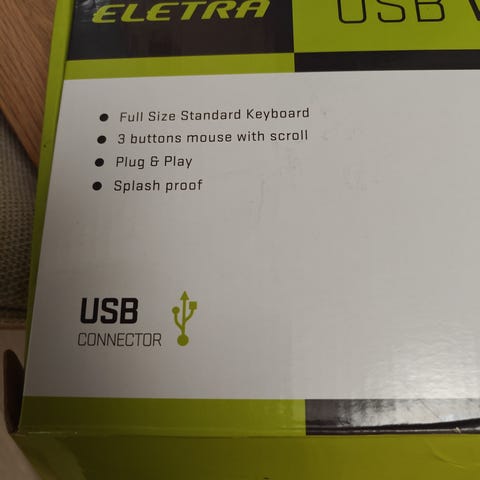 ELETRA
USB
Full Size Standard Keyboard
3 buttons mouse with scroll
Plug & Play
Splash proof
USB
CONNECTOR